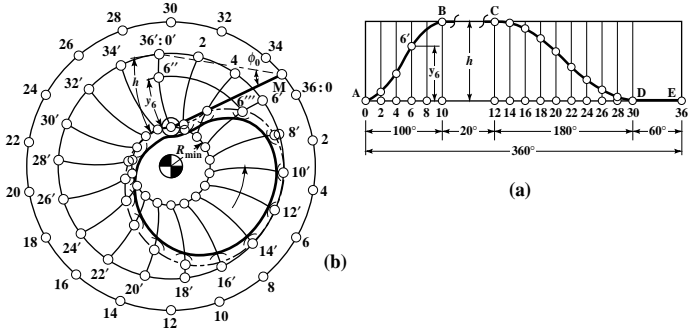 30
28
32
26
34
36':0'
2
34'
ϕ₀
4
M
36:0
24
32'
h
6''
y₆
6'''
6'
30'
8'
22
2
28'
R min
10'
20
4
26'
12'
18
24'
6
14'
22'
16'
16
20'
18'
8
14
10
12
(b)
B
C
6'
y₆
h
A
D
E
0 2 4 6 8 10
12 14 16 18 20 22 24 26 28 30
36
100°
20°
180°
60°
360°
(a)